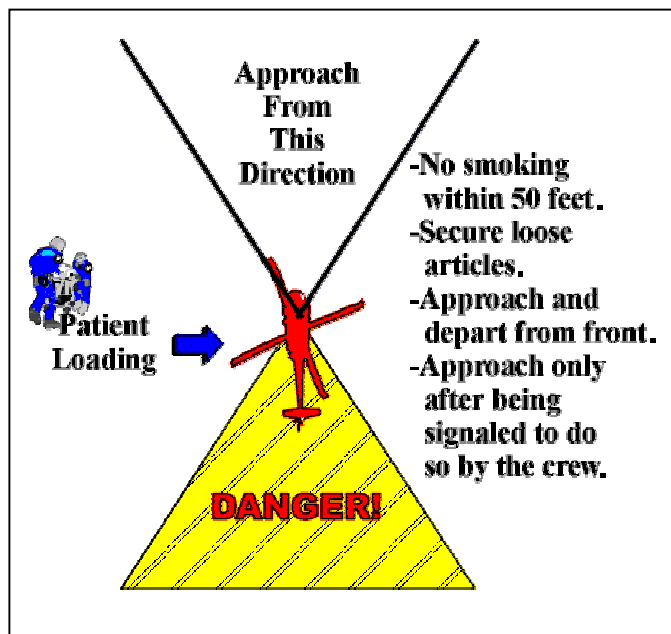 Approach
From
This
Direction
-No smoking
within 50 feet.
-Secure loose
articles.
-Approach and
depart from front.
-Approach only
after being
signaled to do
so by the crew.
Patient
Loading
DANGER!